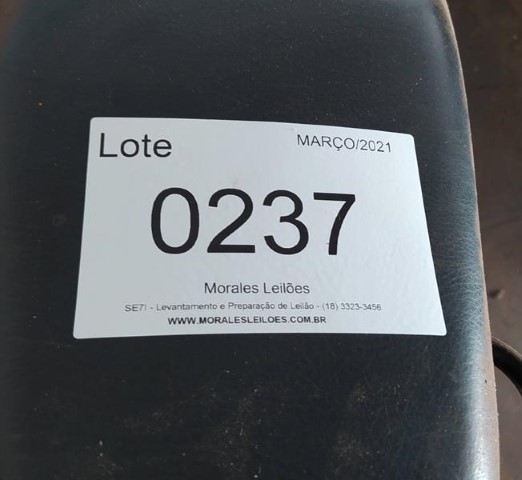 Lote MARÇO/2021
0237
Morales Leilões
SE7I - Levantamento e Preparação de Leilão - (18) 3323-3456
WWW.MORALESLEILOES.COM.BR